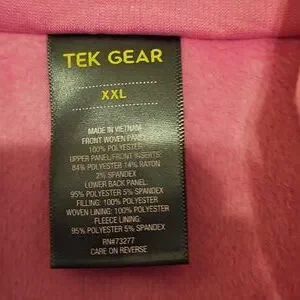 TEK GEAR
XXL
MADE IN VIETNAM
FRONT WOVEN PANEL:
100% POLYESTER
UPPER PANEL/FRONT INSERTS:
84% POLYESTER 14% RAYON
2% SPANDEX
LOWER BACK PANEL:
95% POLYESTER 5% SPANDEX
FILLING: 100% POLYESTER
WOVEN LINING: 100% POLYESTER
FLEECE LINING:
95% POLYESTER 5% SPANDEX
RN#73277
CARE ON REVERSE